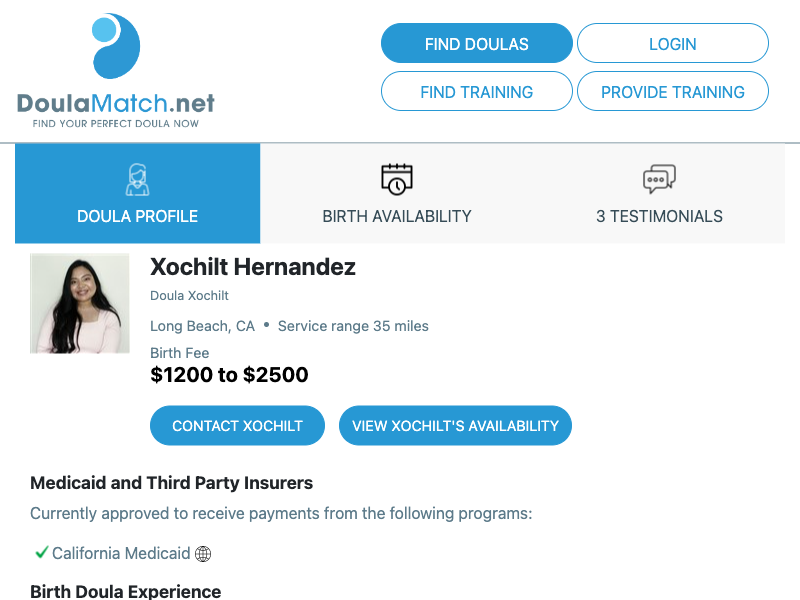 DoulaMatch.net
FIND YOUR PERFECT DOULA NOW
FIND DOULAS
LOGIN
FIND TRAINING
PROVIDE TRAINING
DOULA PROFILE
BIRTH AVAILABILITY
3 TESTIMONIALS
Xochilt Hernandez
Doula Xochilt
Long Beach, CA • Service range 35 miles
Birth Fee
$1200 to $2500
CONTACT XOCHILT
VIEW XOCHILT'S AVAILABILITY
Medicaid and Third Party Insurers
Currently approved to receive payments from the following programs:
California Medicaid
Birth Doula Experience